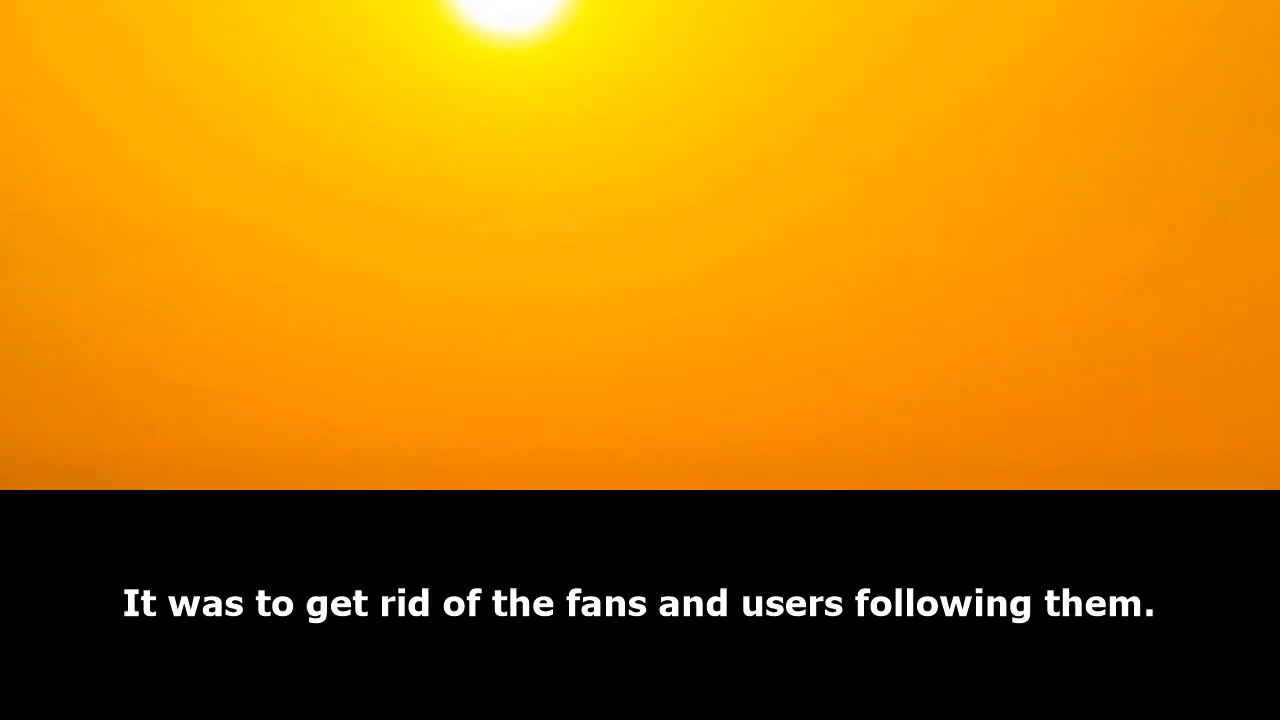 It was to get rid of the fans and users following them.